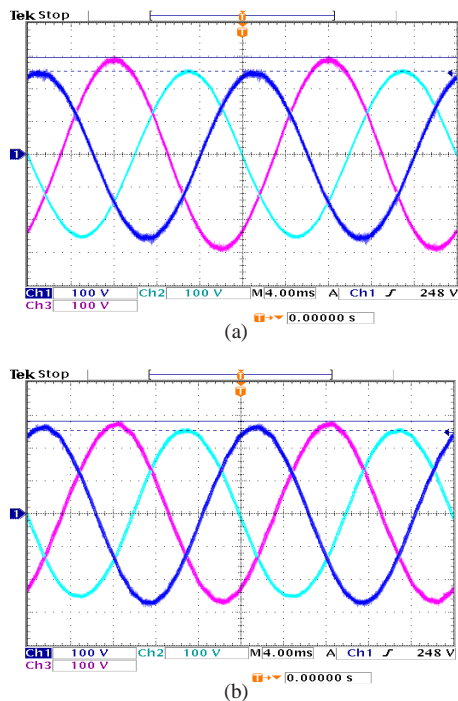 Tek Stop
T
T
1
Ch1 100 V Ch2 100 V M 4.00ms A Ch1 248 V
Ch3 100 V
T 0.00000 s
(a)
Tek Stop
T
T
1
Ch1 100 V Ch2 100 V M 4.00ms A Ch1 248 V
Ch3 100 V
T 0.00000 s
(b)